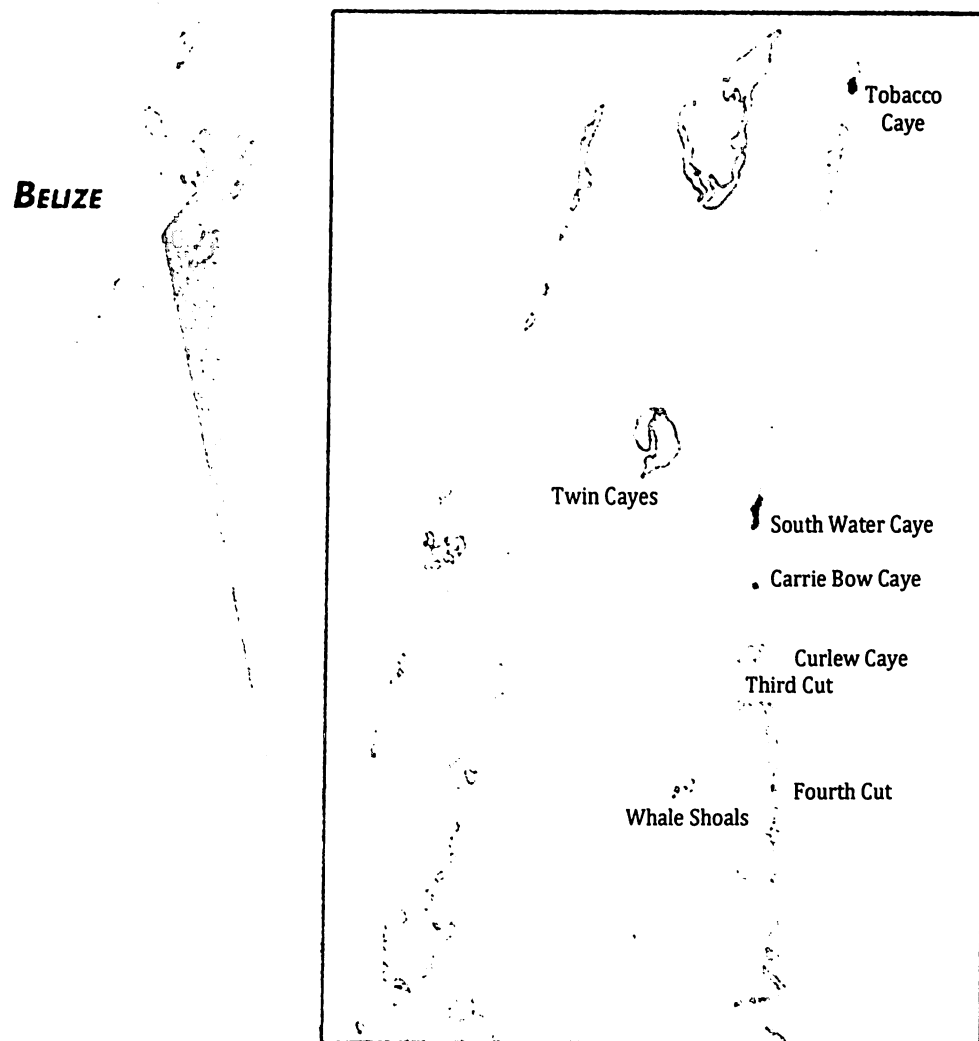 Tobacco
Caye
BELIZE
Twin Cayes
South Water Caye
Carrie Bow Caye
Curlew Caye
Third Cut
Fourth Cut
Whale Shoals